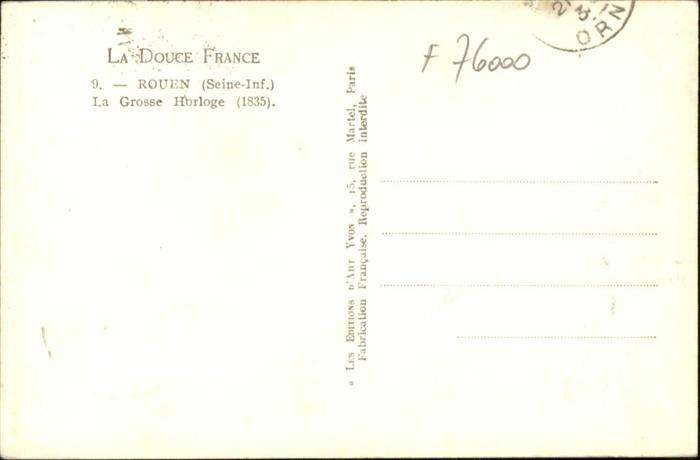 LA DOUCE FRANCE
9. — ROUEN (Seine-Inf.)
La Grosse Horloge (1835).
« LES EDITIONS D'ART YVON », 15, rue Martel, Paris
Fabrication Française. Reproduction interdite
F 76000
ORN